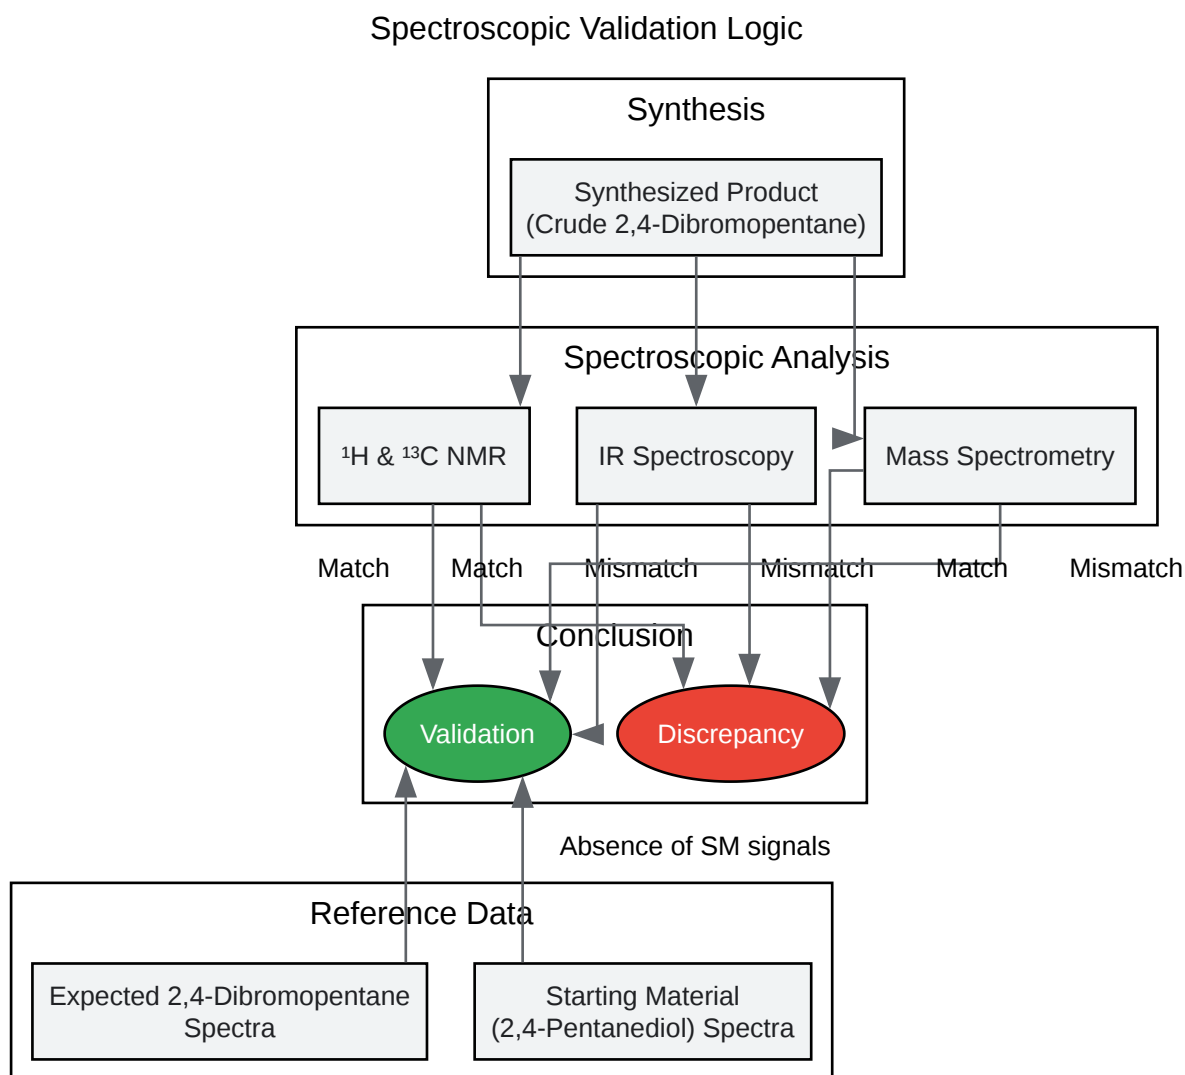 Spectroscopic Validation Logic
Synthesis
Synthesized Product
(Crude 2,4-Dibromopentane)
Spectroscopic Analysis
¹H & ¹³C NMR
IR Spectroscopy
Mass Spectrometry
Match
Match
Mismatch
Mismatch
Match
Mismatch
Conclusion
Validation
Discrepancy
Absence of SM signals
Reference Data
Expected 2,4-Dibromopentane
Spectra
Starting Material
(2,4-Pentanediol) Spectra